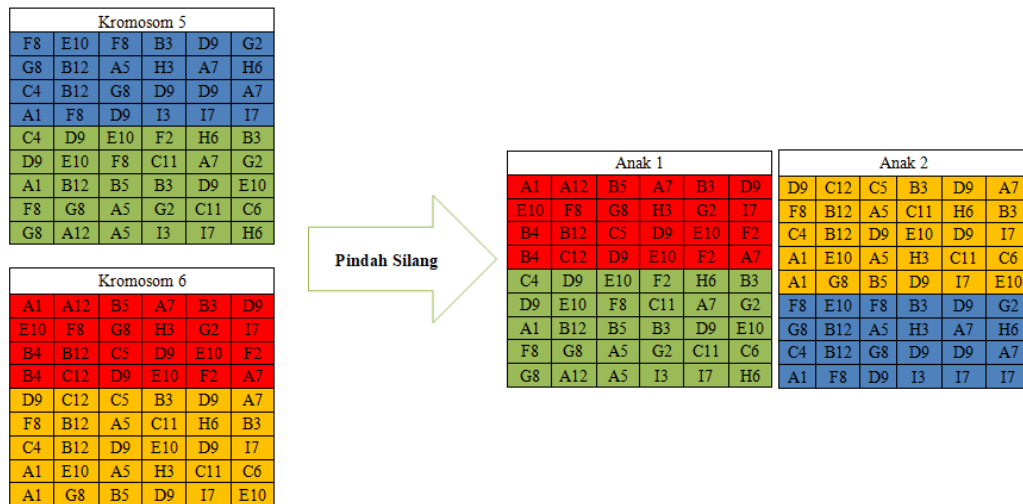 Kromosom 5
F8 E10 F8 B3 D9 G2
G8 B12 A5 H3 A7 H6
C4 B12 G8 D9 D9 A7
A1 F8 D9 I3 I7 I7
C4 D9 E10 F2 H6 B3
D9 E10 F8 C11 A7 G2
A1 B12 B5 B3 D9 E10
F8 G8 A5 G2 C11 C6
G8 A12 A5 I3 I7 H6
Kromosom 6
A1 A12 B5 A7 B3 D9
E10 F8 G8 H3 G2 I7
B4 B12 C5 D9 E10 F2
B4 C12 D9 E10 F2 A7
D9 C12 C5 B3 D9 A7
F8 B12 A5 C11 H6 B3
C4 B12 D9 E10 D9 I7
A1 E10 A5 H3 C11 C6
A1 G8 B5 D9 I7 E10
Pindah Silang
Anak 1
A1 A12 B5 A7 B3 D9
E10 F8 G8 H3 G2 I7
B4 B12 C5 D9 E10 F2
B4 C12 D9 E10 F2 A7
C4 D9 E10 F2 H6 B3
D9 E10 F8 C11 A7 G2
A1 B12 B5 B3 D9 E10
F8 G8 A5 G2 C11 C6
G8 A12 A5 I3 I7 H6
Anak 2
D9 C12 C5 B3 D9 A7
F8 B12 A5 C11 H6 B3
C4 B12 D9 E10 D9 I7
A1 E10 A5 H3 C11 C6
A1 G8 B5 D9 I7 E10
F8 E10 F8 B3 D9 G2
G8 B12 A5 H3 A7 H6
C4 B12 G8 D9 D9 A7
A1 F8 D9 I3 I7 I7